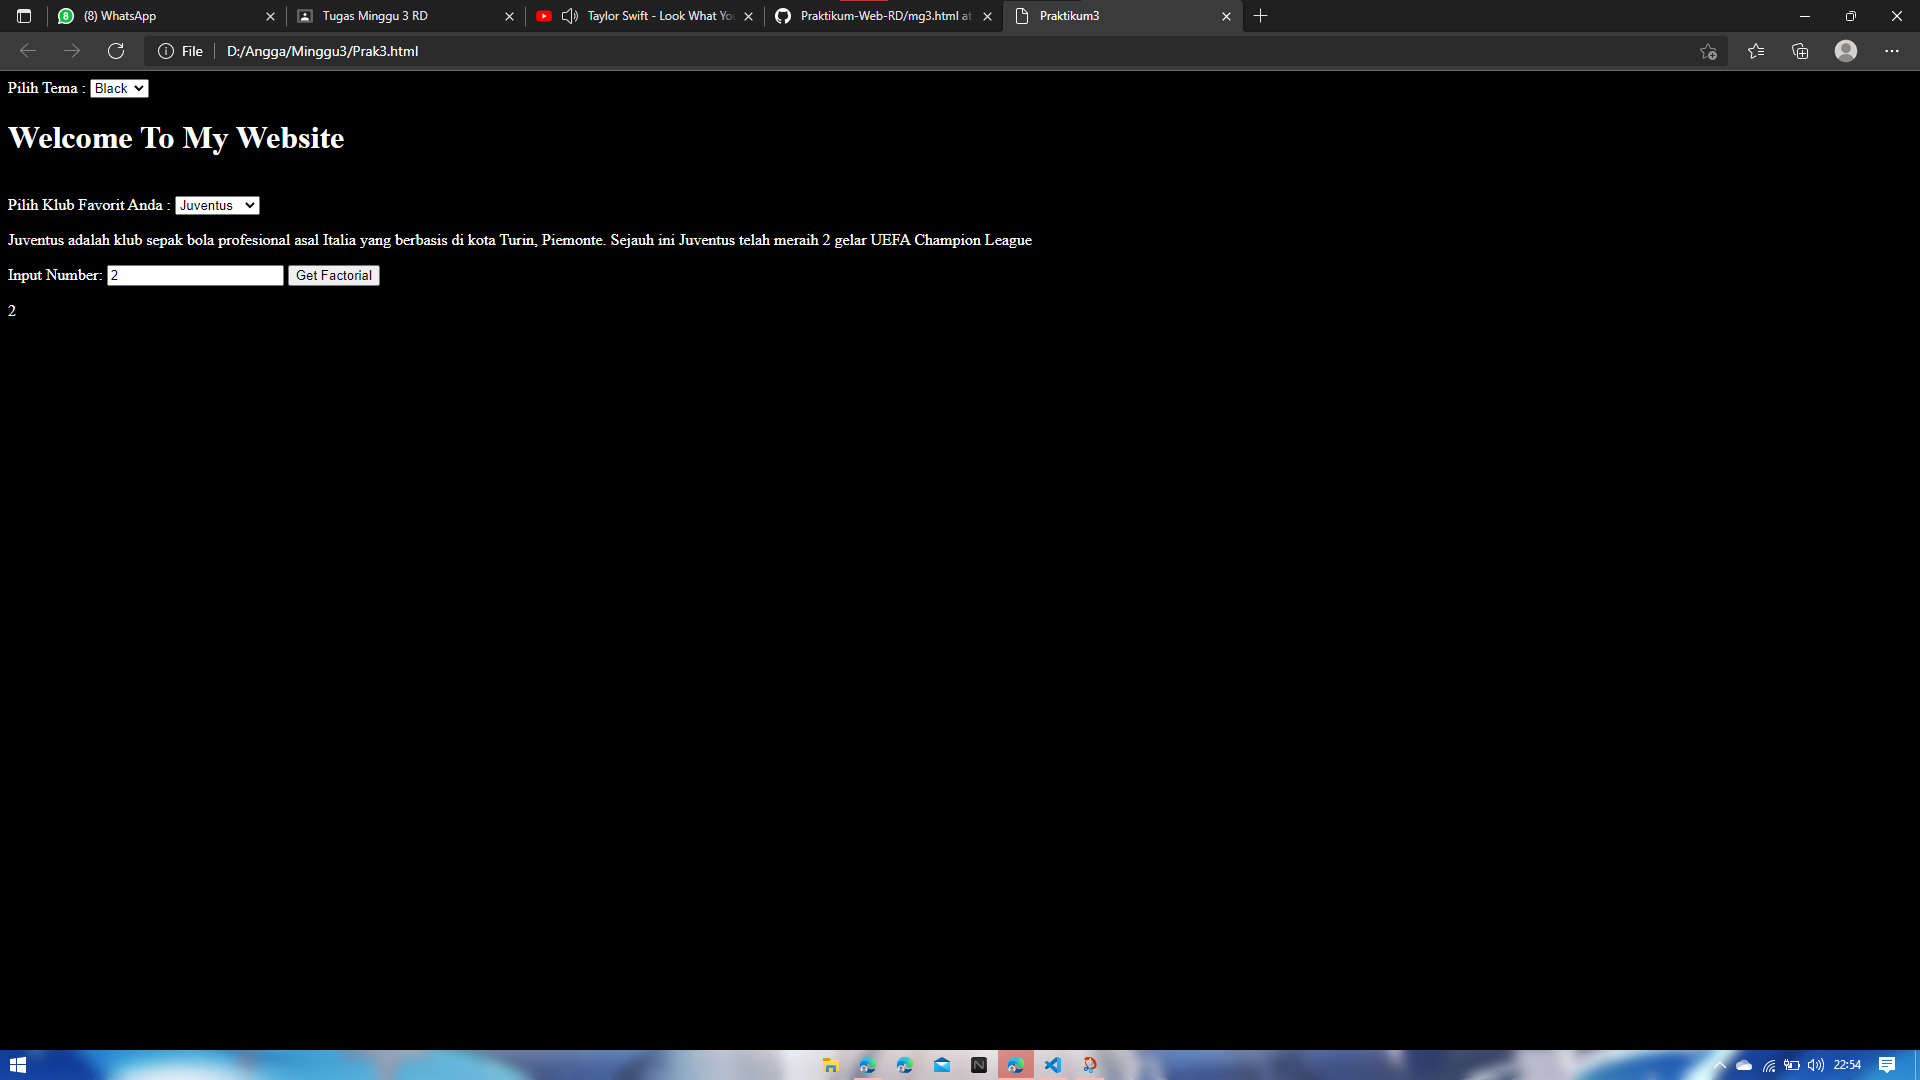 (8) WhatsApp
Tugas Minggu 3 RD
Taylor Swift - Look What Yo
Praktikum-Web-RD/mg3.html at
Praktikum3
File
D:/Angga/Minggu3/Prak3.html
Pilih Tema : Black
Welcome To My Website
Pilih Klub Favorit Anda : Juventus
Juventus adalah klub sepak bola profesional asal Italia yang berbasis di kota Turin, Piemonte. Sejauh ini Juventus telah meraih 2 gelar UEFA Champion League
Input Number: 2 Get Factorial
2
22:54